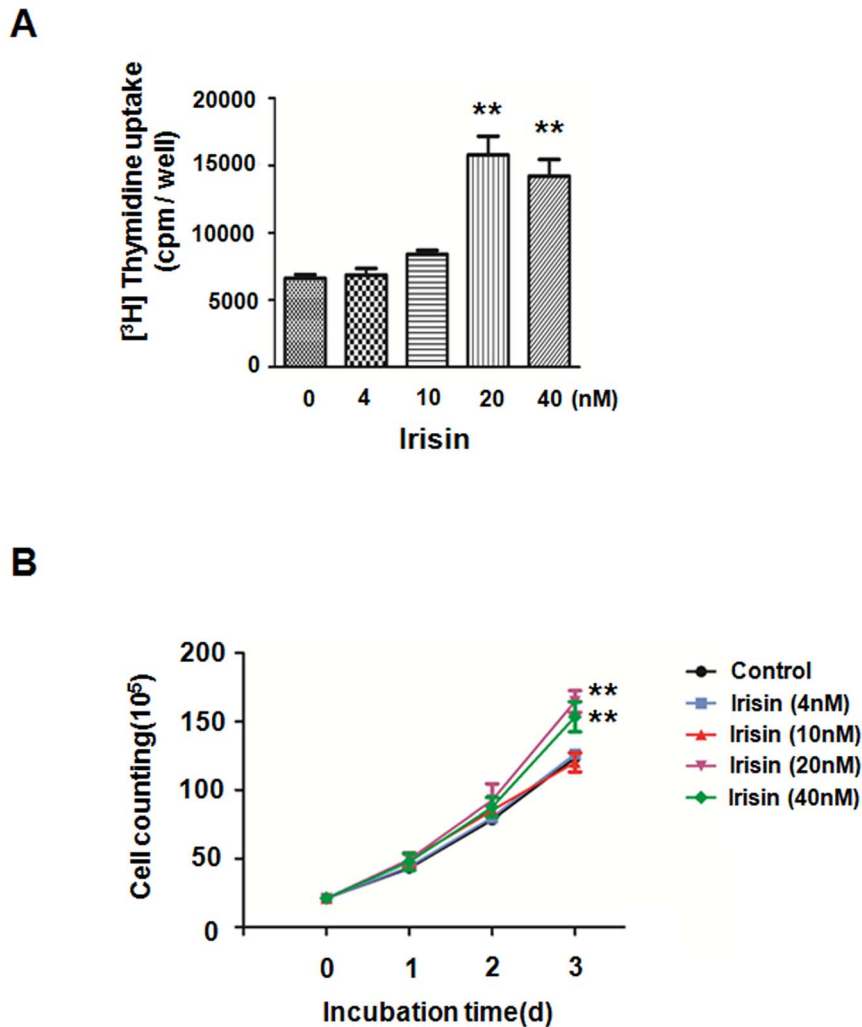 A
[³H] Thymidine uptake
(cpm / well)
20000
15000
10000
5000
0
**
**
0 4 10 20 40 (nM)
Irisin
B
Cell counting(10⁵)
200
150
100
50
0
**
**
0 1 2 3
Incubation time(d)
Control
Irisin (4nM)
Irisin (10nM)
Irisin (20nM)
Irisin (40nM)